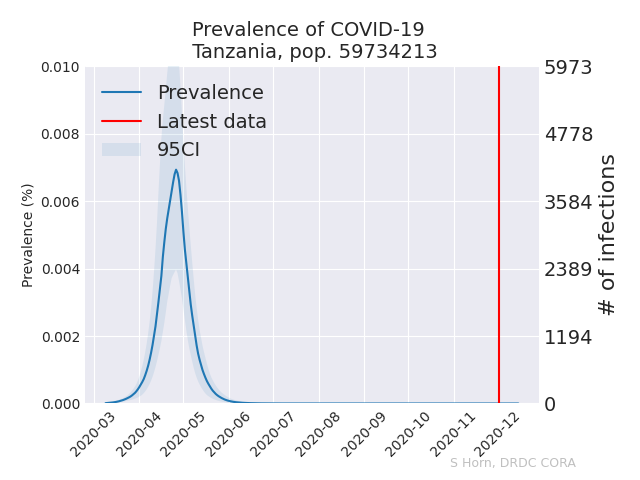 Prevalence of COVID-19
Tanzania, pop. 59734213
0.010
0.008
0.006
0.004
0.002
0.000
Prevalence (%)
Prevalence
Latest data
95CI
5973
4778
3584
2389
1194
0
# of infections
2020-03
2020-04
2020-05
2020-06
2020-07
2020-08
2020-09
2020-10
2020-11
2020-12
S Horn, DRDC CORA